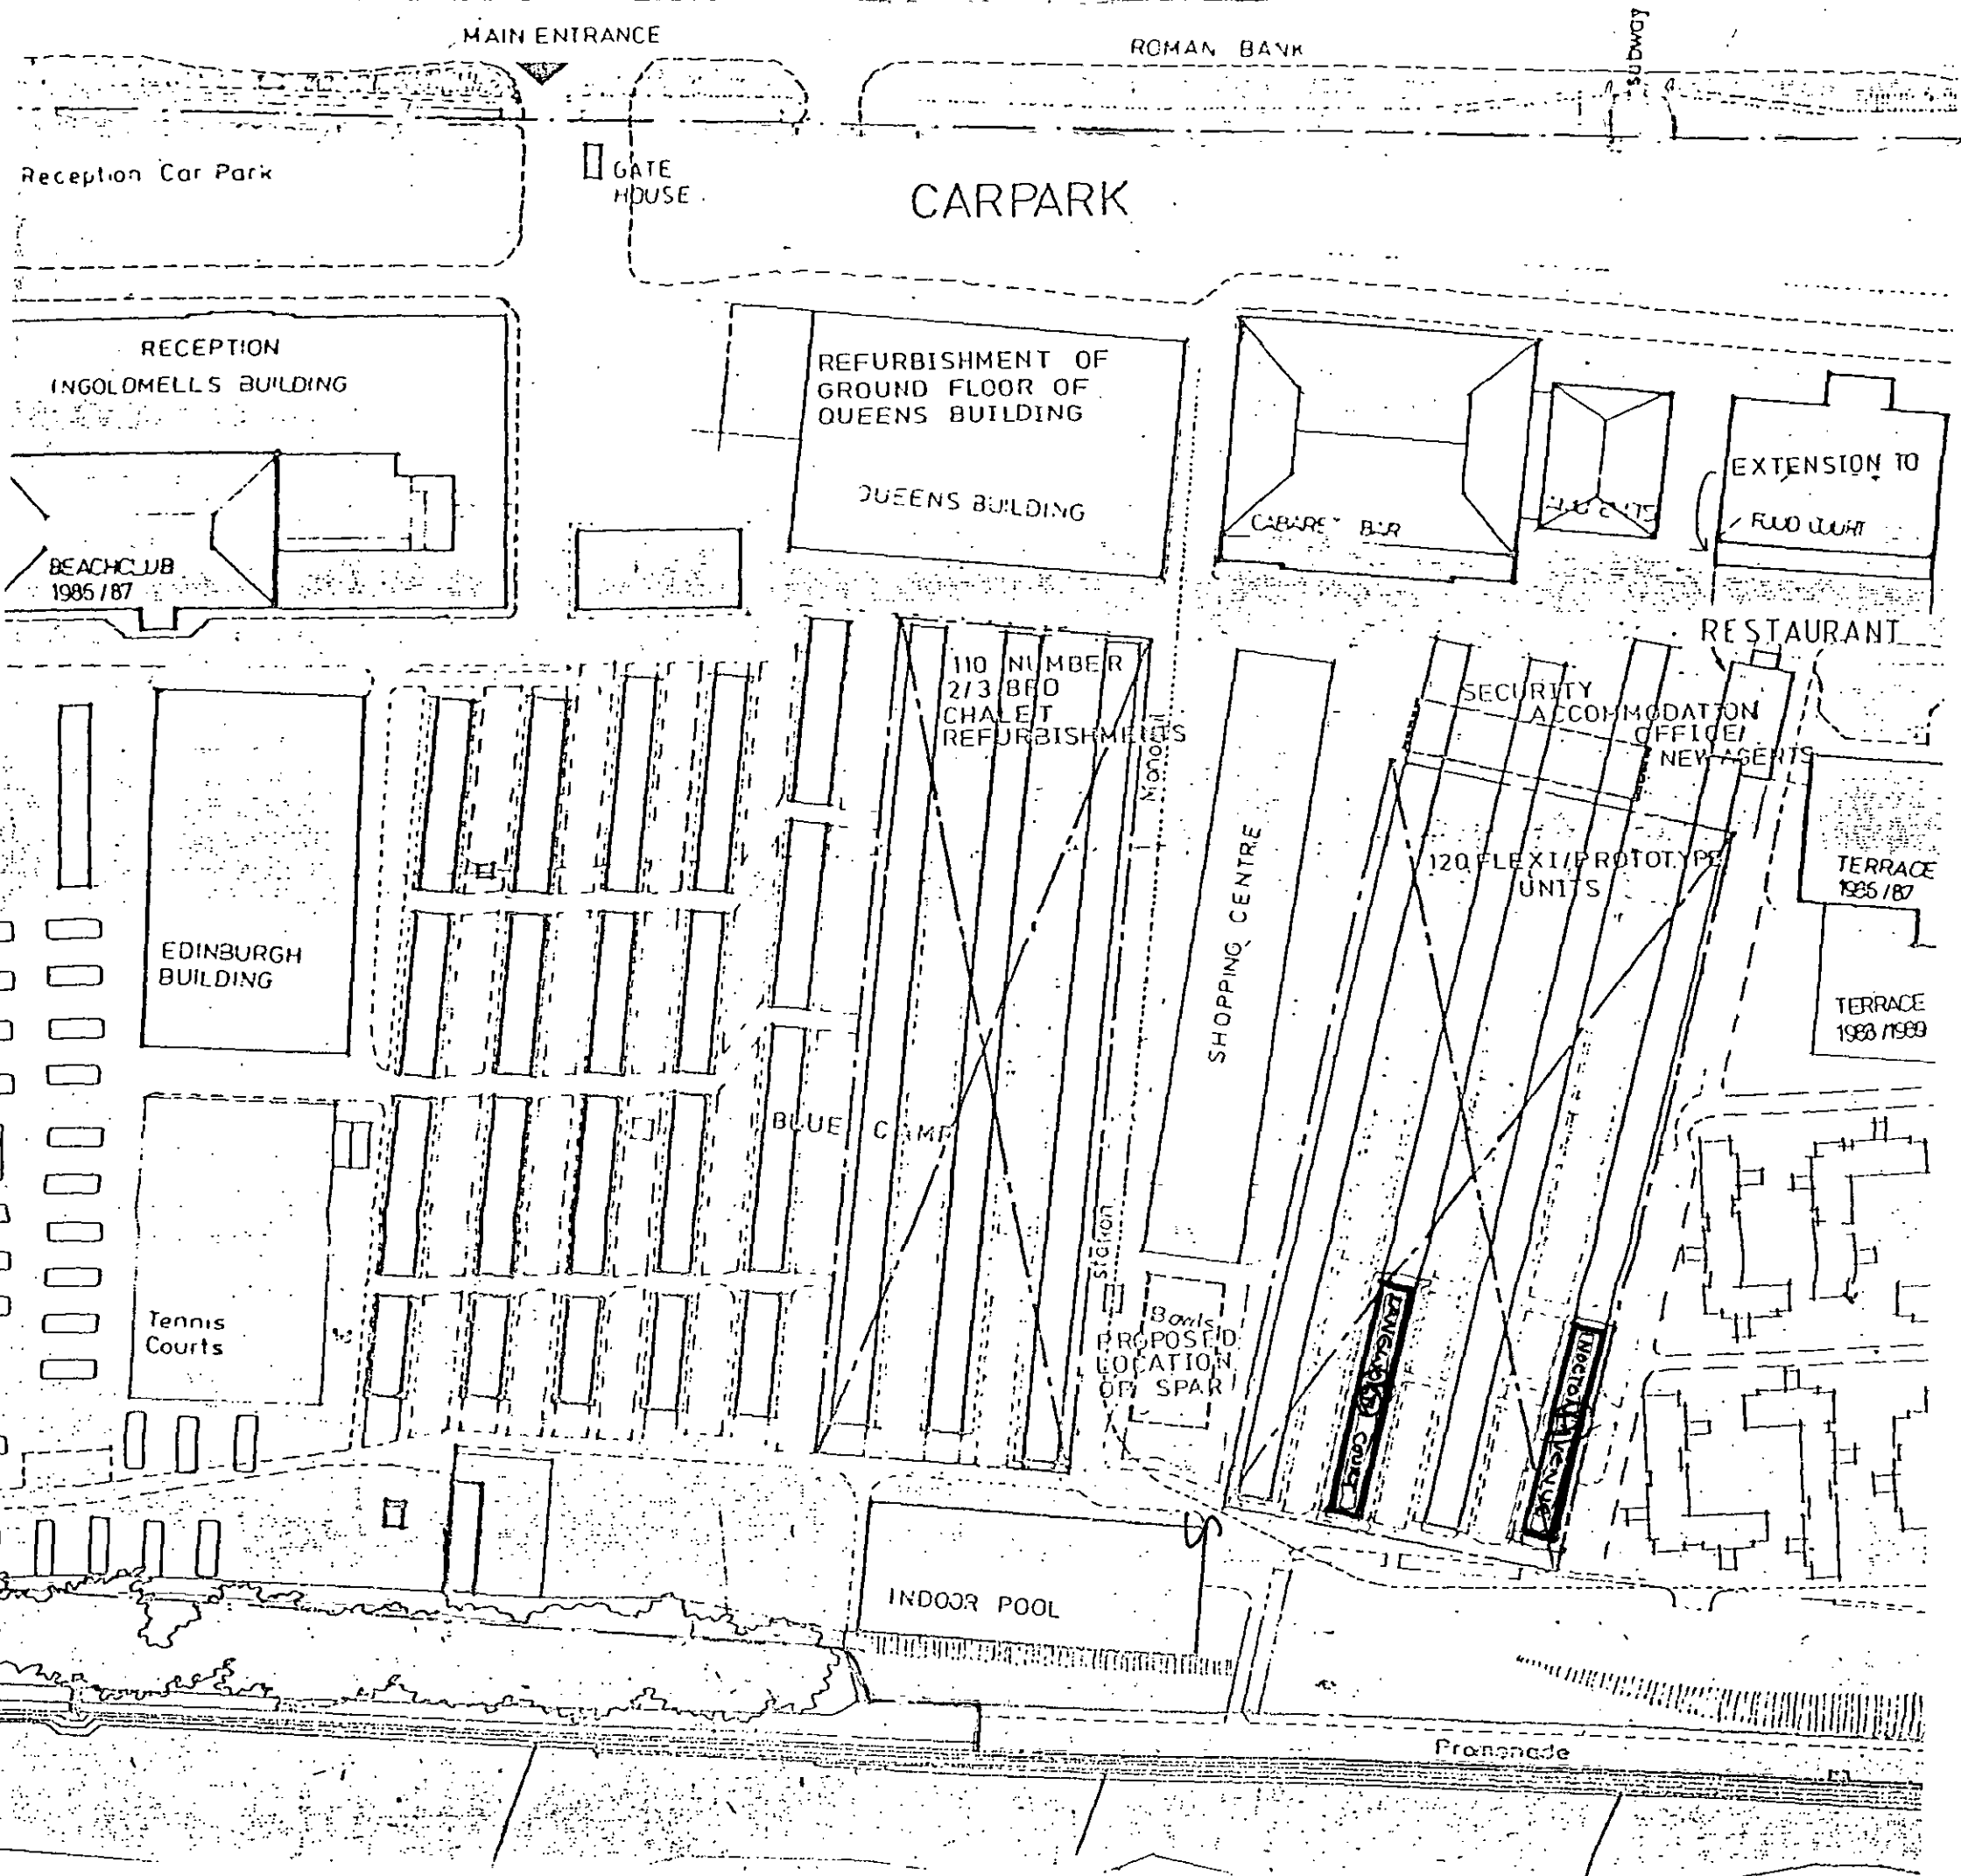 MAIN ENTRANCE
ROMAN BANK
subway
Reception Car Park
GATE
HOUSE
CARPARK
RECEPTION
INGOLDMELLS BUILDING
REFURBISHMENT OF
GROUND FLOOR OF
QUEENS BUILDING
QUEENS BUILDING
CABARET BAR
EXTENSION TO
FOOD COURT
BEACHCLUB
1985/87
RESTAURANT
110 NUMBER
2/3 BED
CHALET
REFURBISHMENTS
SECURITY
ACCOMMODATION
OFFICE/
NEWAGENTS
Monorail
120 FLEXI/PROTOTYPE
UNITS
TERRACE
1985/87
SHOPPING CENTRE
EDINBURGH
BUILDING
TERRACE
1988/1989
BLUE CAMP
Station
Tennis
Courts
Bowls
PROPOSED
LOCATION
OF SPAR
COURT
AVENUE
INDOOR POOL
Promenade